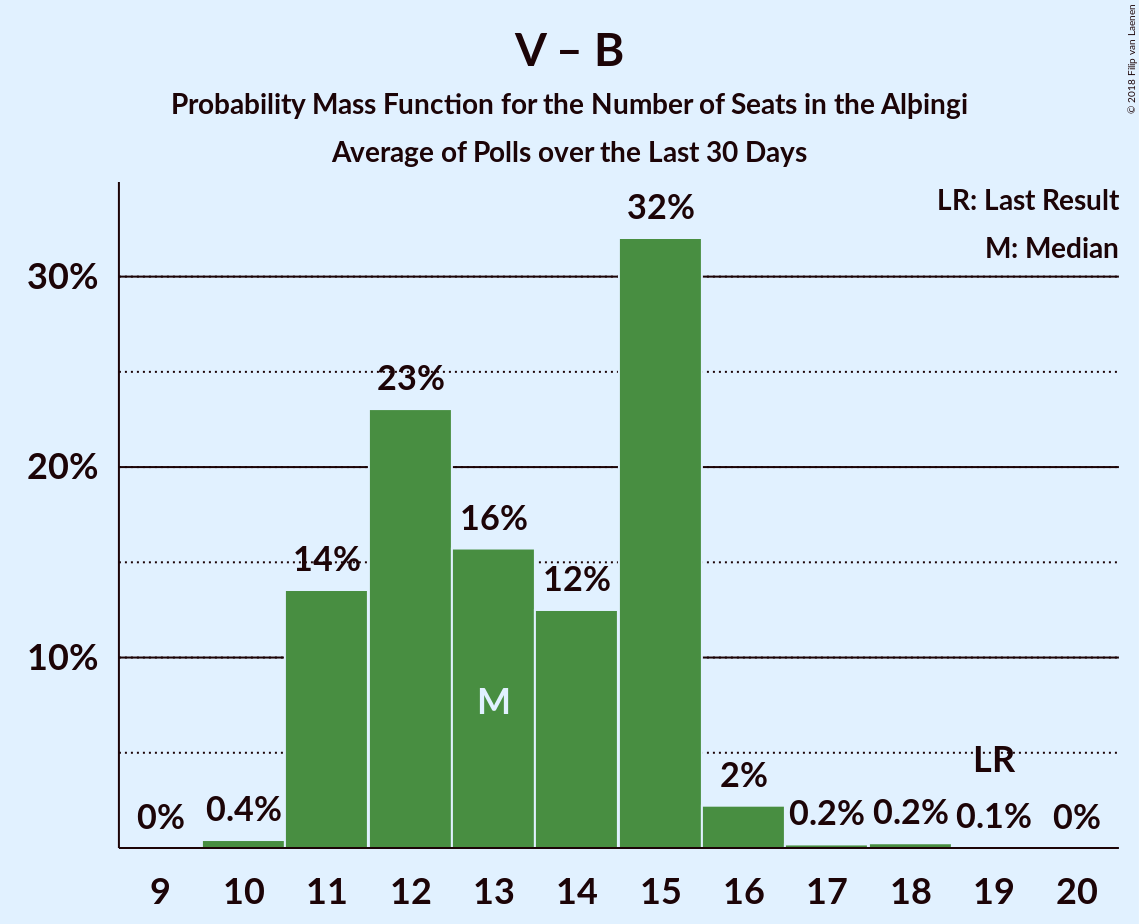 V – B
Probability Mass Function for the Number of Seats in the Alþingi
Average of Polls over the Last 30 Days
© 2018 Filip van Laenen
LR: Last Result
M: Median
30%
20%
10%
0%
0.4%
14%
23%
16%
12%
32%
2%
0.2%
0.2%
0.1%
0%
M
LR
9 10 11 12 13 14 15 16 17 18 19 20